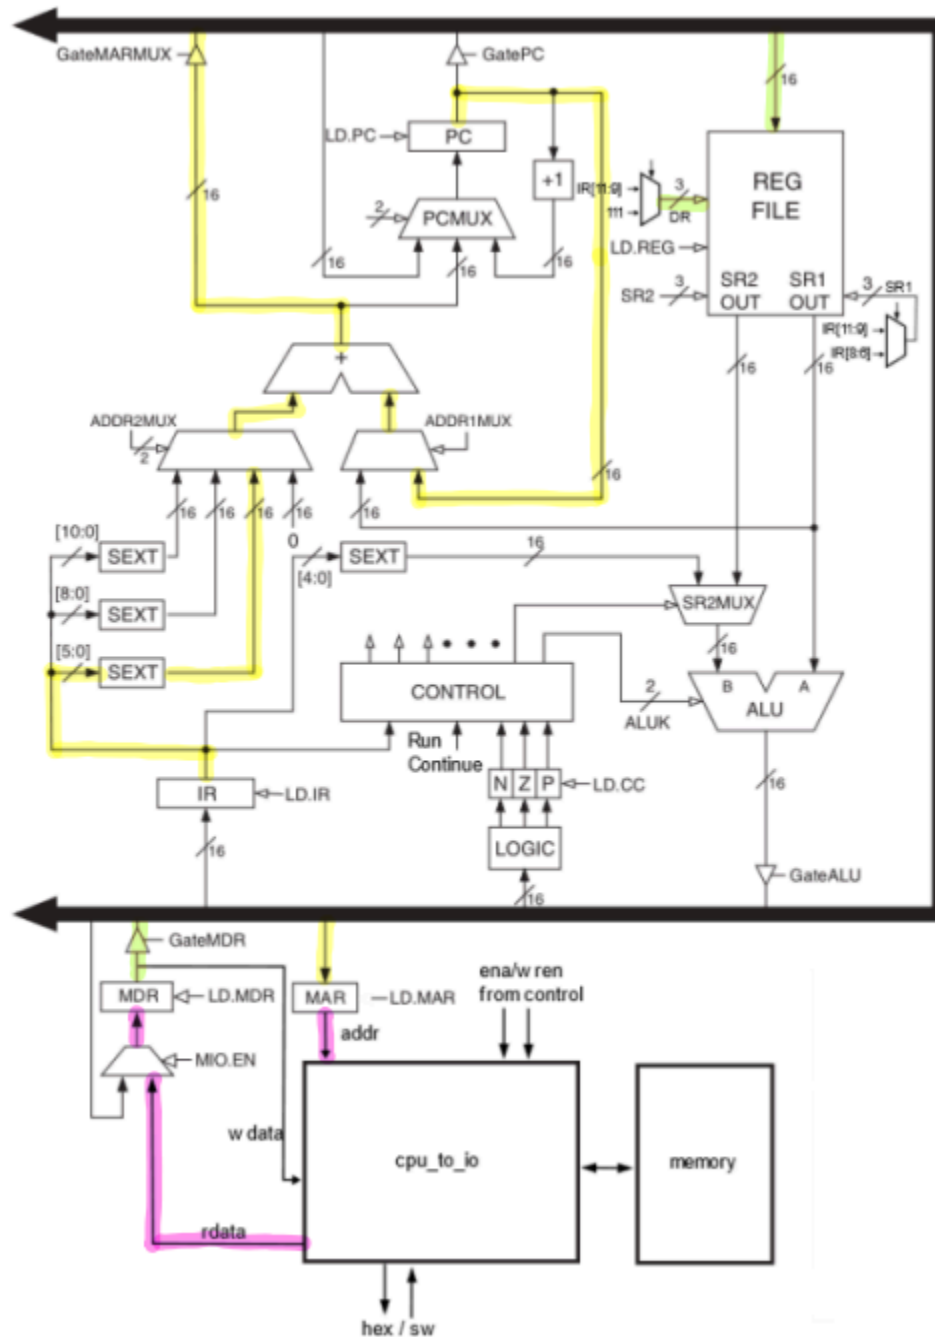 GateMARMUX
GatePC
16
LD.PC
PC
+1
IR[11:9]
3
REG
FILE
16
2
PCMUX
111
DR
LD.REG
16
16
16
SR2
3
SR2
OUT
SR1
OUT
3
SR1
IR[11:9]
IR[8:6]
+
16
16
ADDR2MUX
2
ADDR1MUX
16
16
16
16
16
0
[10:0]
SEXT
[4:0]
SEXT
16
[8:0]
SEXT
SR2MUX
16
[5:0]
SEXT
CONTROL
2
ALUK
B
A
ALU
Run
Continue
IR
LD.IR
N
Z
P
LD.CC
16
16
LOGIC
16
GateALU
GateMDR
MDR
LD.MDR
MAR
LD.MAR
ena/w ren
from control
addr
MIO.EN
w data
cpu_to_io
memory
rdata
hex / sw